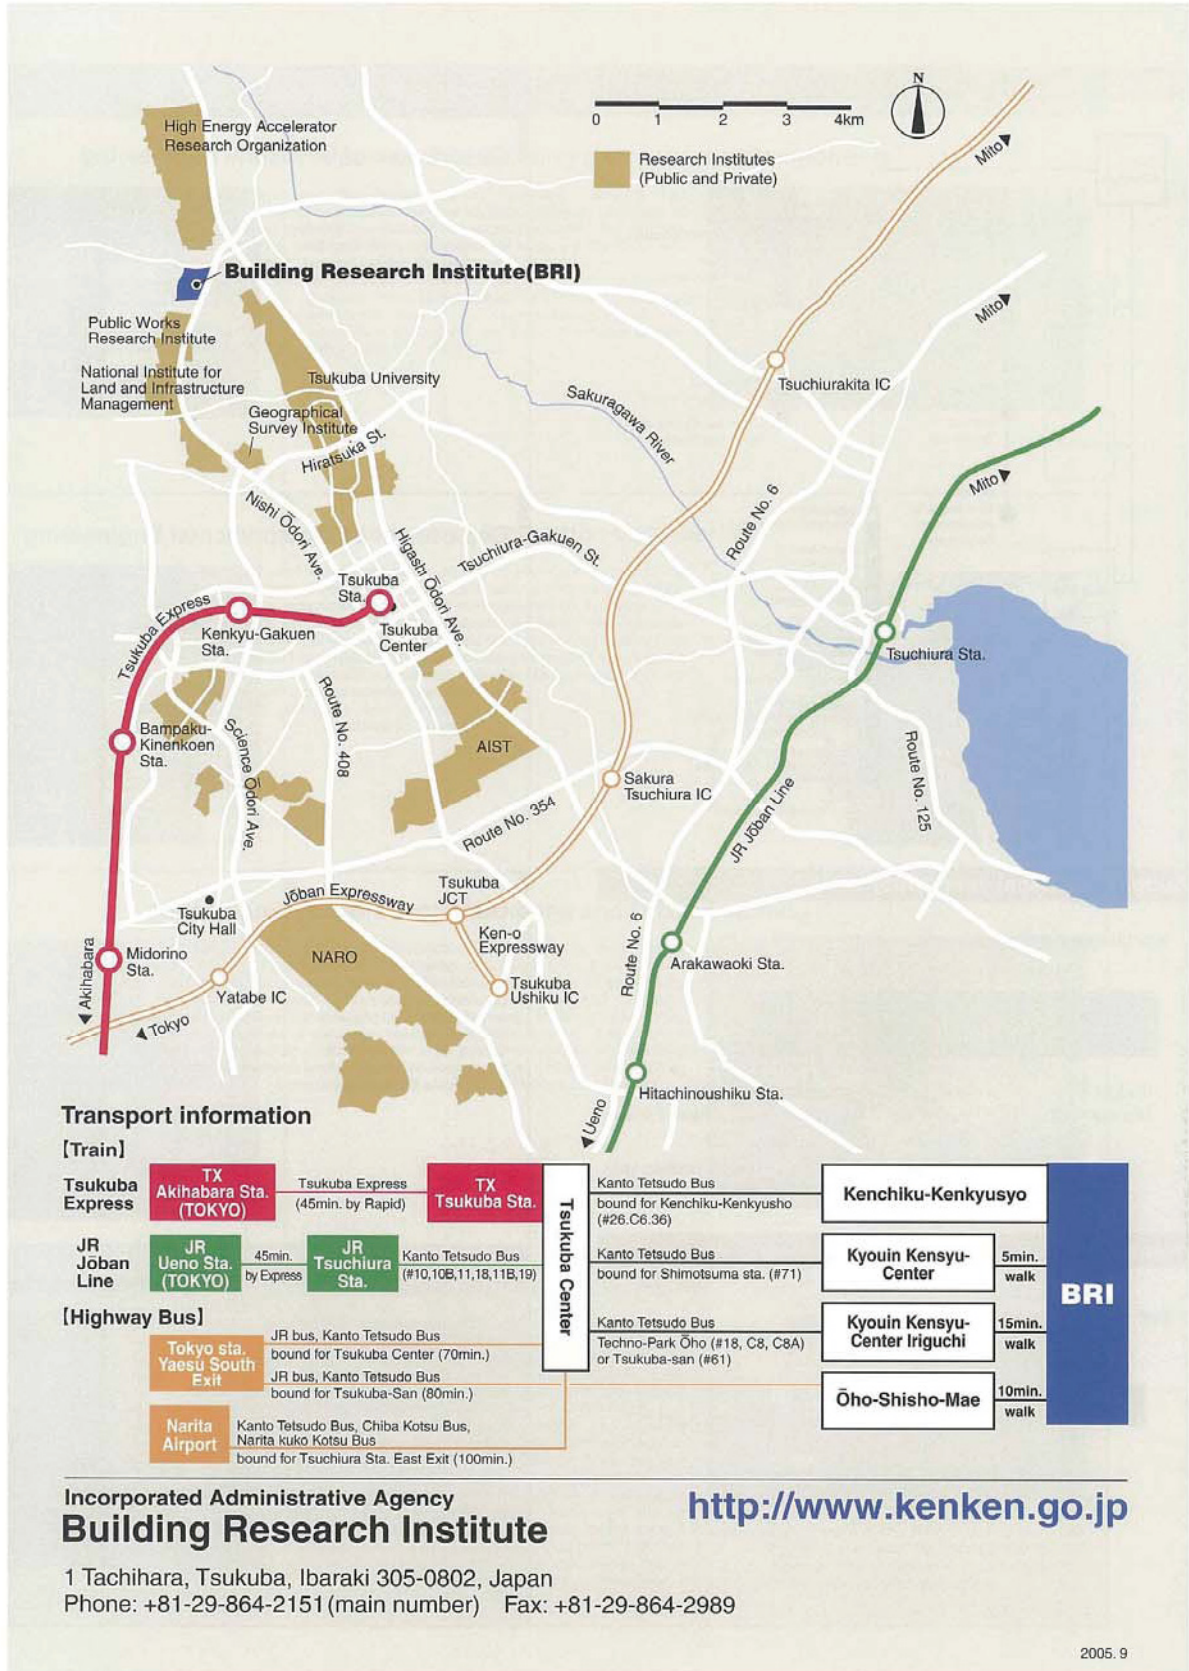 N
0 1 2 3 4km
Mito▶
High Energy Accelerator
Research Organization
Research Institutes
(Public and Private)
Building Research Institute(BRI)
Mito▶
Public Works
Research Institute
National Institute for
Land and Infrastructure
Management
Tsukuba University
Tsuchiurakita IC
Geographical
Survey Institute
Sakuragawa River
Hiratsuka St.
Mito▶
Nishi Ōdori Ave.
Route No. 6
Higashi Ōdori Ave.
Tsuchiura-Gakuen St.
Tsukuba
Sta.
Tsukuba Express
Kenkyu-Gakuen
Sta.
Tsukuba
Center
Tsuchiura Sta.
Route No. 408
Bampaku-
Kinenkoen
Sta.
Science Ōdori Ave.
AIST
Route No. 125
Sakura
Tsuchiura IC
Route No. 354
JR Jōban Line
Tsukuba
JCT
Jōban Expressway
Tsukuba
City Hall
Ken-o
Expressway
Route No. 6
Midorino
Sta.
NARO
Arakawaoki Sta.
◀Akihabara
Yatabe IC
Tsukuba
Ushiku IC
◀Tokyo
Hitachinoushiku Sta.
◀Ueno
Transport information
【Train】
Tsukuba
Express
TX
Akihabara Sta.
(TOKYO)
Tsukuba Express
(45min. by Rapid)
TX
Tsukuba Sta.
Tsukuba Center
Kanto Tetsudo Bus
bound for Kenchiku-Kenkyusho
(#26.C6.36)
Kenchiku-Kenkyusyo
BRI
JR
Jōban
Line
JR
Ueno Sta.
(TOKYO)
45min.
by Express
JR
Tsuchiura
Sta.
Kanto Tetsudo Bus
(#10,10B,11,18,11B,19)
Kanto Tetsudo Bus
bound for Shimotsuma sta. (#71)
Kyouin Kensyu-
Center
5min.
walk
【Highway Bus】
Kanto Tetsudo Bus
Techno-Park Ōho (#18, C8, C8A)
or Tsukuba-san (#61)
Kyouin Kensyu-
Center Iriguchi
15min.
walk
Tokyo sta.
Yaesu South
Exit
JR bus, Kanto Tetsudo Bus
bound for Tsukuba Center (70min.)
JR bus, Kanto Tetsudo Bus
bound for Tsukuba-San (80min.)
Ōho-Shisho-Mae
10min.
walk
Narita
Airport
Kanto Tetsudo Bus, Chiba Kotsu Bus,
Narita kuko Kotsu Bus
bound for Tsuchiura Sta. East Exit (100min.)
Incorporated Administrative Agency
Building Research Institute
http://www.kenken.go.jp
1 Tachihara, Tsukuba, Ibaraki 305-0802, Japan
Phone: +81-29-864-2151 (main number) Fax: +81-29-864-2989
2005. 9